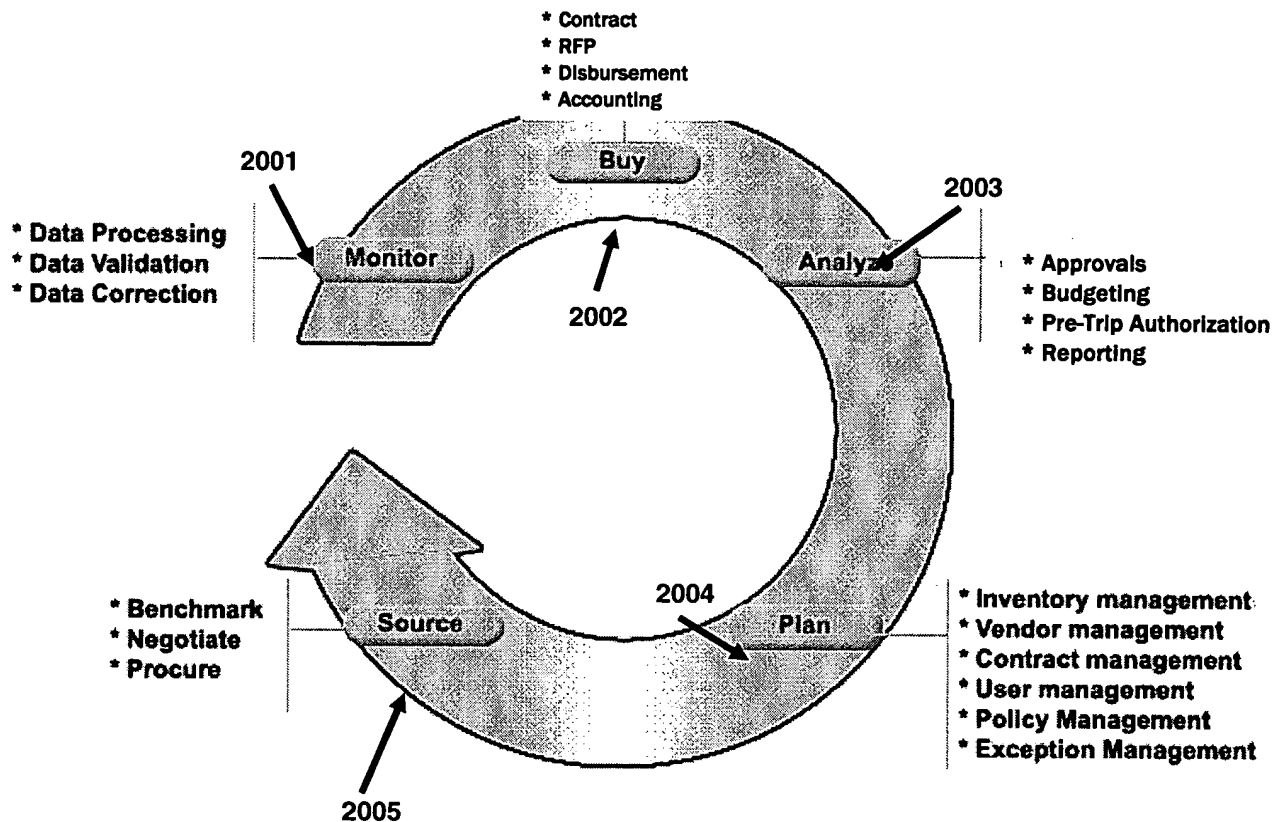 * Contract
* RFP
* Disbursement
* Accounting
2001
Buy
2003
* Data Processing
* Data Validation
* Data Correction
Monitor
Analyze
* Approvals
* Budgeting
* Pre-Trip Authorization
* Reporting
2002
2004
* Benchmark
* Negotiate
* Procure
Source
Plan
* Inventory management
* Vendor management
* Contract management
* User management
* Policy Management
* Exception Management
2005